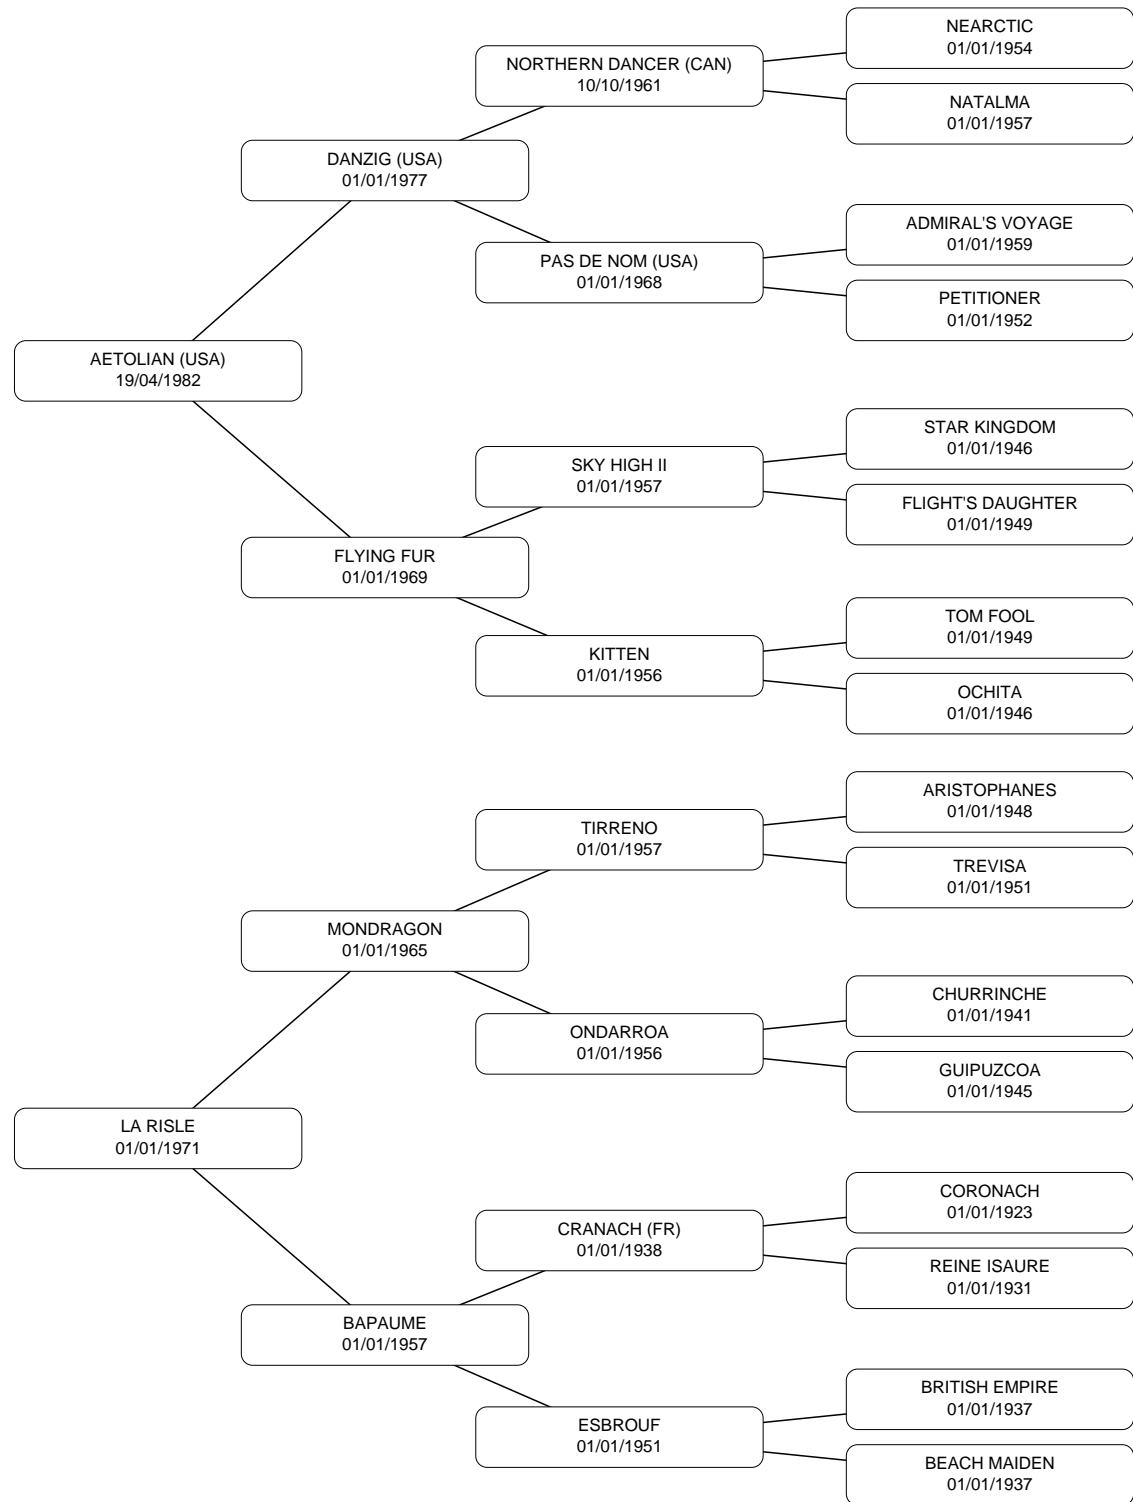 NEARCTIC
01/01/1954
NORTHERN DANCER (CAN)
10/10/1961
NATALMA
01/01/1957
DANZIG (USA)
01/01/1977
ADMIRAL'S VOYAGE
01/01/1959
PAS DE NOM (USA)
01/01/1968
PETITIONER
01/01/1952
AETOLIAN (USA)
19/04/1982
STAR KINGDOM
01/01/1946
SKY HIGH II
01/01/1957
FLIGHT'S DAUGHTER
01/01/1949
FLYING FUR
01/01/1969
TOM FOOL
01/01/1949
KITTEN
01/01/1956
OCHITA
01/01/1946
ARISTOPHANES
01/01/1948
TIRRENO
01/01/1957
TREVISA
01/01/1951
MONDRAGON
01/01/1965
CHURRINCHE
01/01/1941
ONDARROA
01/01/1956
GUIPUZCOA
01/01/1945
LA RISLE
01/01/1971
CORONACH
01/01/1923
CRANACH (FR)
01/01/1938
REINE ISAURE
01/01/1931
BAPAUME
01/01/1957
BRITISH EMPIRE
01/01/1937
ESBROUF
01/01/1951
BEACH MAIDEN
01/01/1937